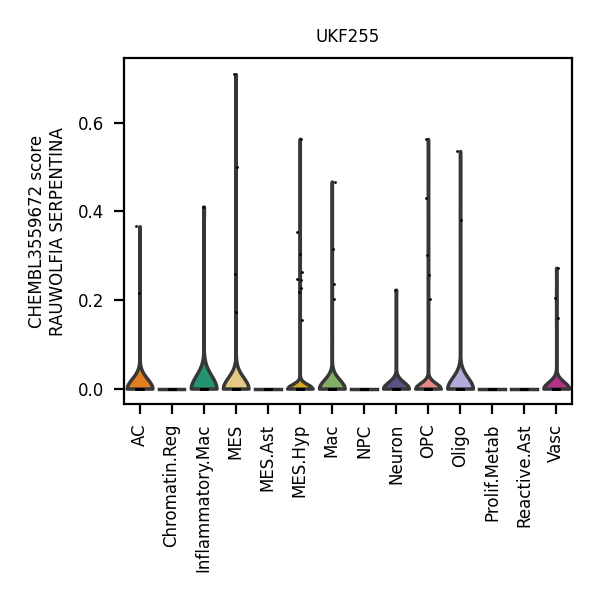 UKF255
CHEMBL3559672 score
RAUWOLFIA SERPENTINA
0.6
0.4
0.2
0.0
AC
Chromatin.Reg
Inflammatory.Mac
MES
MES.Ast
MES.Hyp
Mac
NPC
Neuron
OPC
Oligo
Prolif.Metab
Reactive.Ast
Vasc